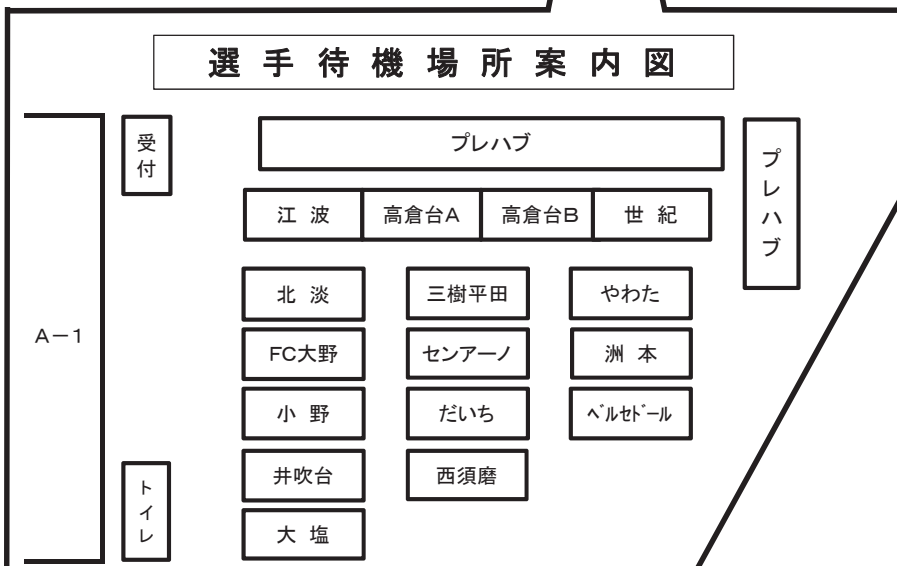 選手待機場所案内図
受付
プレハブ
プレハブ
江 波
高倉台A
高倉台B
世 紀
北 淡
三樹平田
やわた
A－1
FC大野
センアーノ
洲 本
小 野
だいち
ﾍﾞﾙｾﾄﾞｰﾙ
井吹台
西須磨
トイレ
大 塩